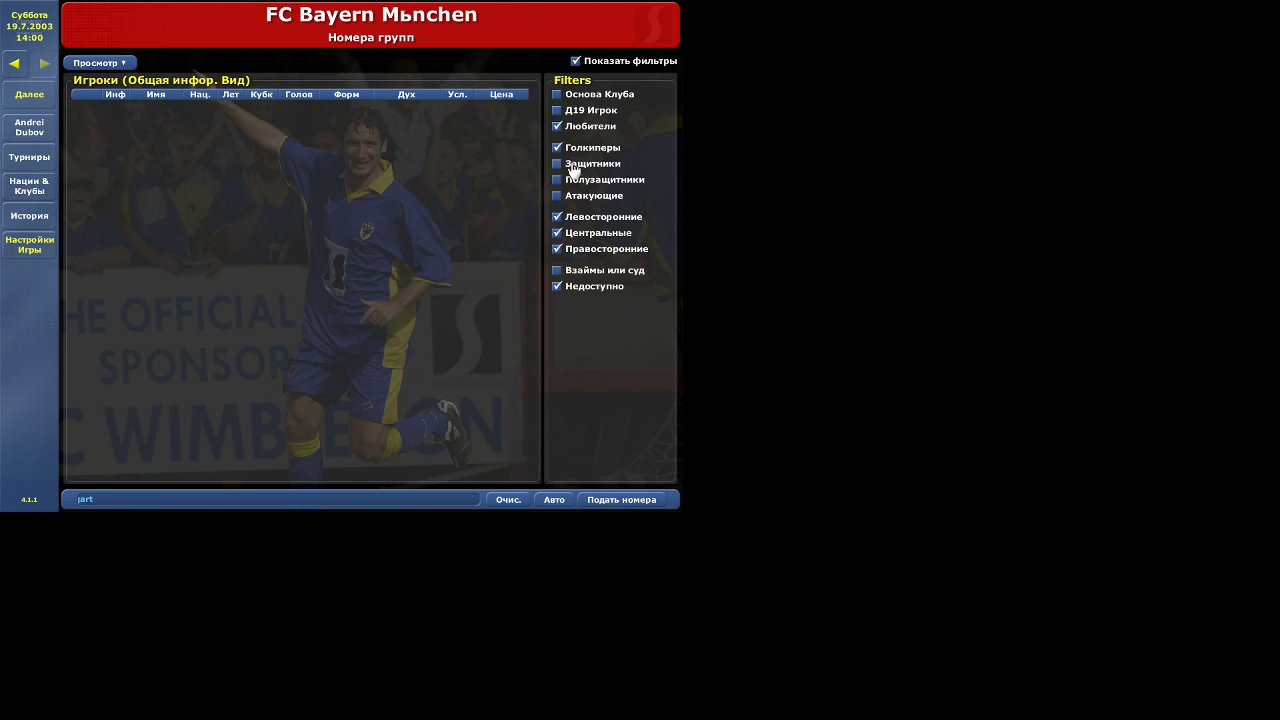 Суббота
19.7.2003
14:00
FC Bayern Mьnchen
Номера групп
Просмотр
Показать фильтры
Далее
Andrei
Dubov
Турниры
Нации &
Клубы
История
Настройки
Игры
4.1.1
Игроки (Общая инфор. Вид)
Инф Имя Нац. Лет Кубк Голов Форм Дух Усл. Цена
Filters
Основа Клуба
Д19 Игрок
Любители
Голкиперы
Защитники
Полузащитники
Атакующие
Левосторонние
Центральные
Правосторонние
Взаймы или суд
Недоступно
THE OFFICIAL
SPONSOR
Очис. Авто Подать номера